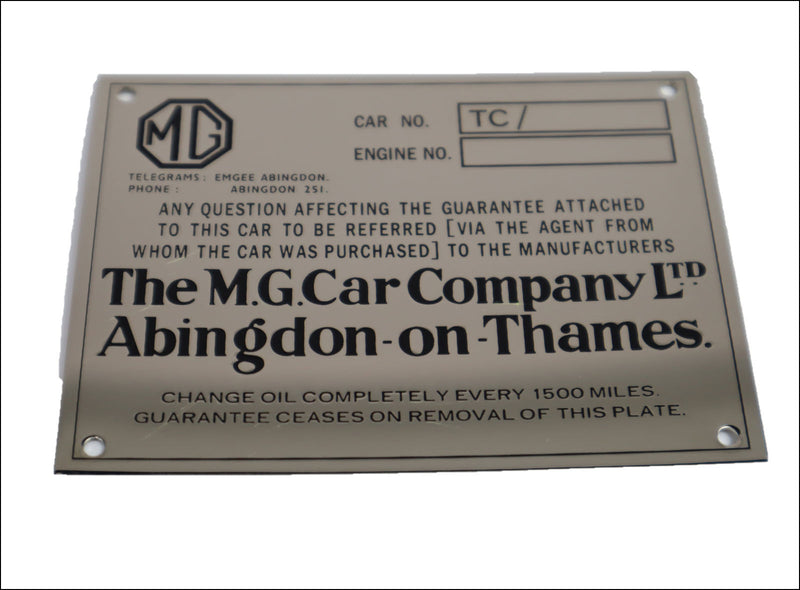 MG
CAR NO. TC/
ENGINE NO.
TELEGRAMS: EMGEE ABINGDON.
PHONE: ABINGDON 251.
ANY QUESTION AFFECTING THE GUARANTEE ATTACHED
TO THIS CAR TO BE REFERRED [VIA THE AGENT FROM
WHOM THE CAR WAS PURCHASED] TO THE MANUFACTURERS
The M.G. Car Company LTD
Abingdon-on-Thames.
CHANGE OIL COMPLETELY EVERY 1500 MILES.
GUARANTEE CEASES ON REMOVAL OF THIS PLATE.